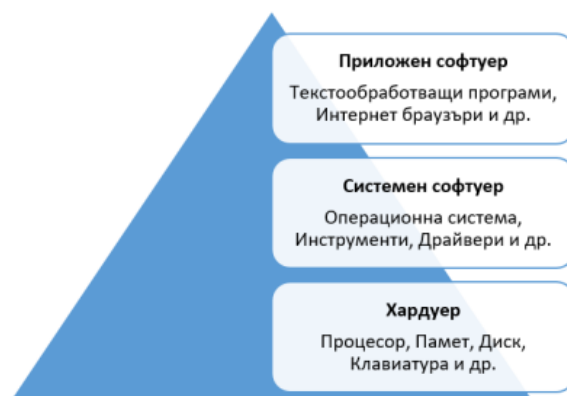 Приложен софтуер
Текстообработващи програми,
Интернет браузъри и др.
Системен софтуер
Операционна система,
Инструменти, Драйвери и др.
Хардуер
Процесор, Памет, Диск,
Клавиатура и др.